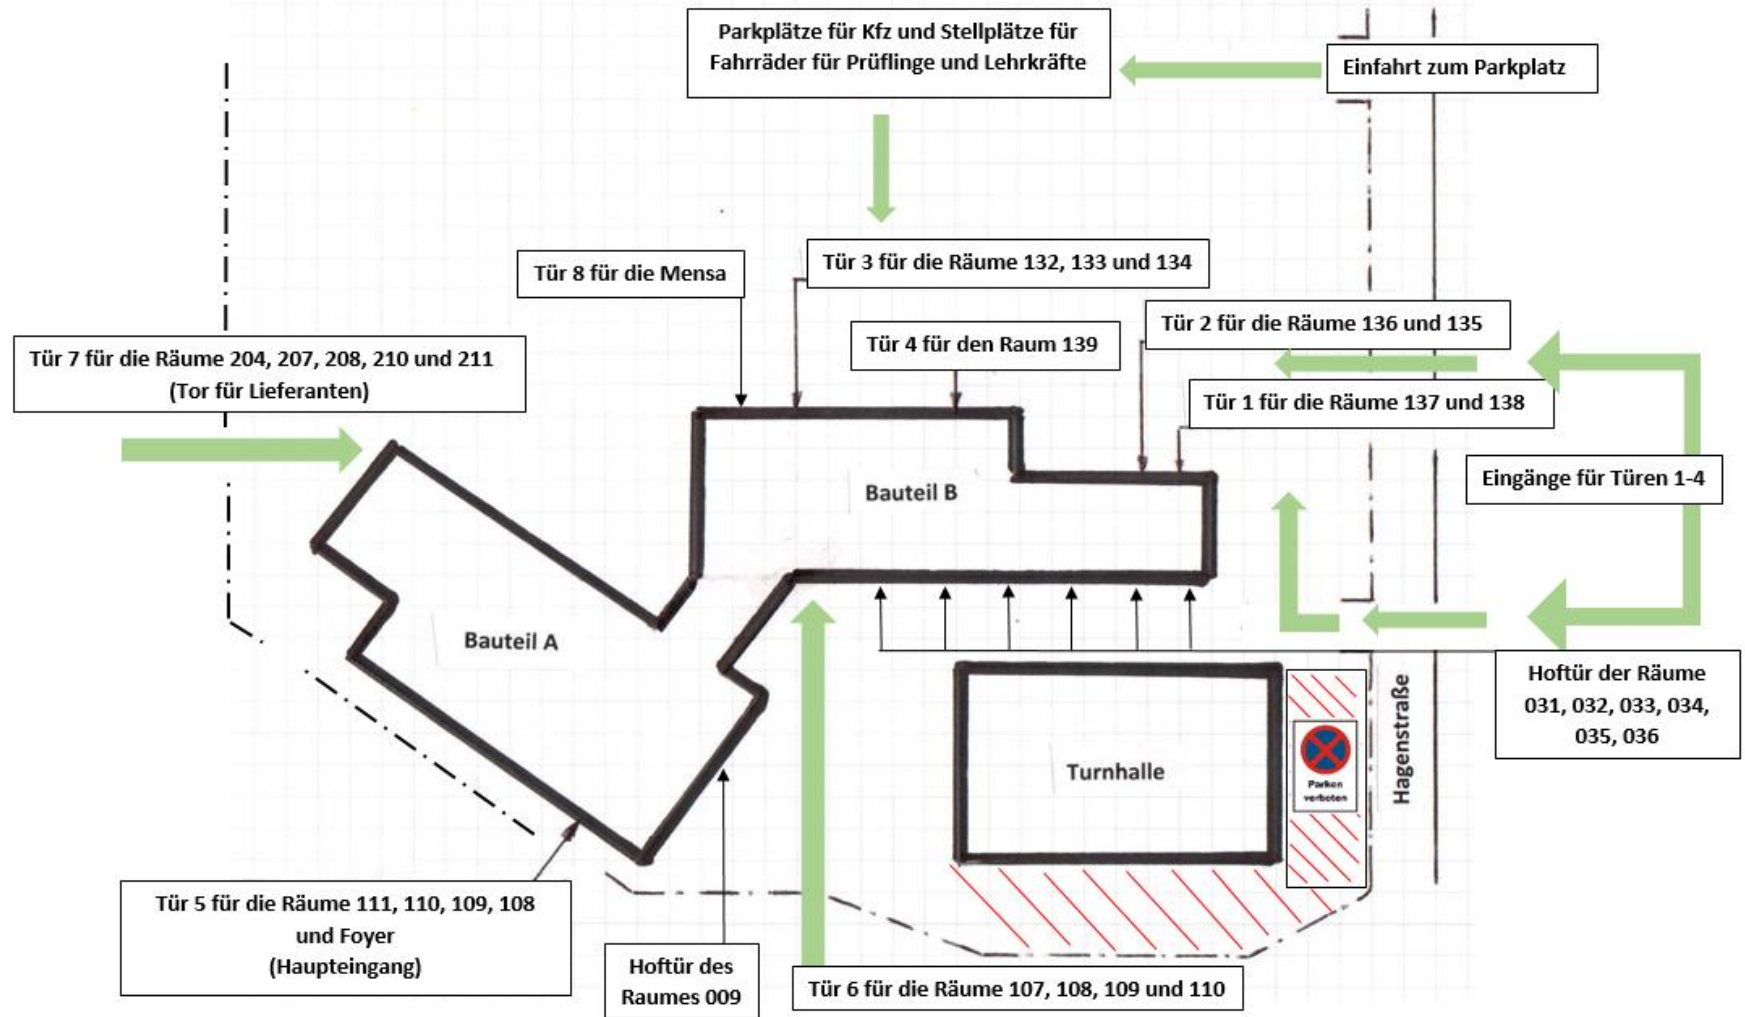 Parkplätze für Kfz und Stellplätze für
Fahrräder für Prüflinge und Lehrkräfte
Einfahrt zum Parkplatz
Tür 8 für die Mensa
Tür 3 für die Räume 132, 133 und 134
Tür 4 für den Raum 139
Tür 2 für die Räume 136 und 135
Tür 7 für die Räume 204, 207, 208, 210 und 211
(Tor für Lieferanten)
Tür 1 für die Räume 137 und 138
Eingänge für Türen 1-4
Bauteil B
Bauteil A
Hoftür der Räume
031, 032, 033, 034,
035, 036
Hagenstraße
Turnhalle
Parken
verboten
Tür 5 für die Räume 111, 110, 109, 108
und Foyer
(Haupteingang)
Hoftür des
Raumes 009
Tür 6 für die Räume 107, 108, 109 und 110